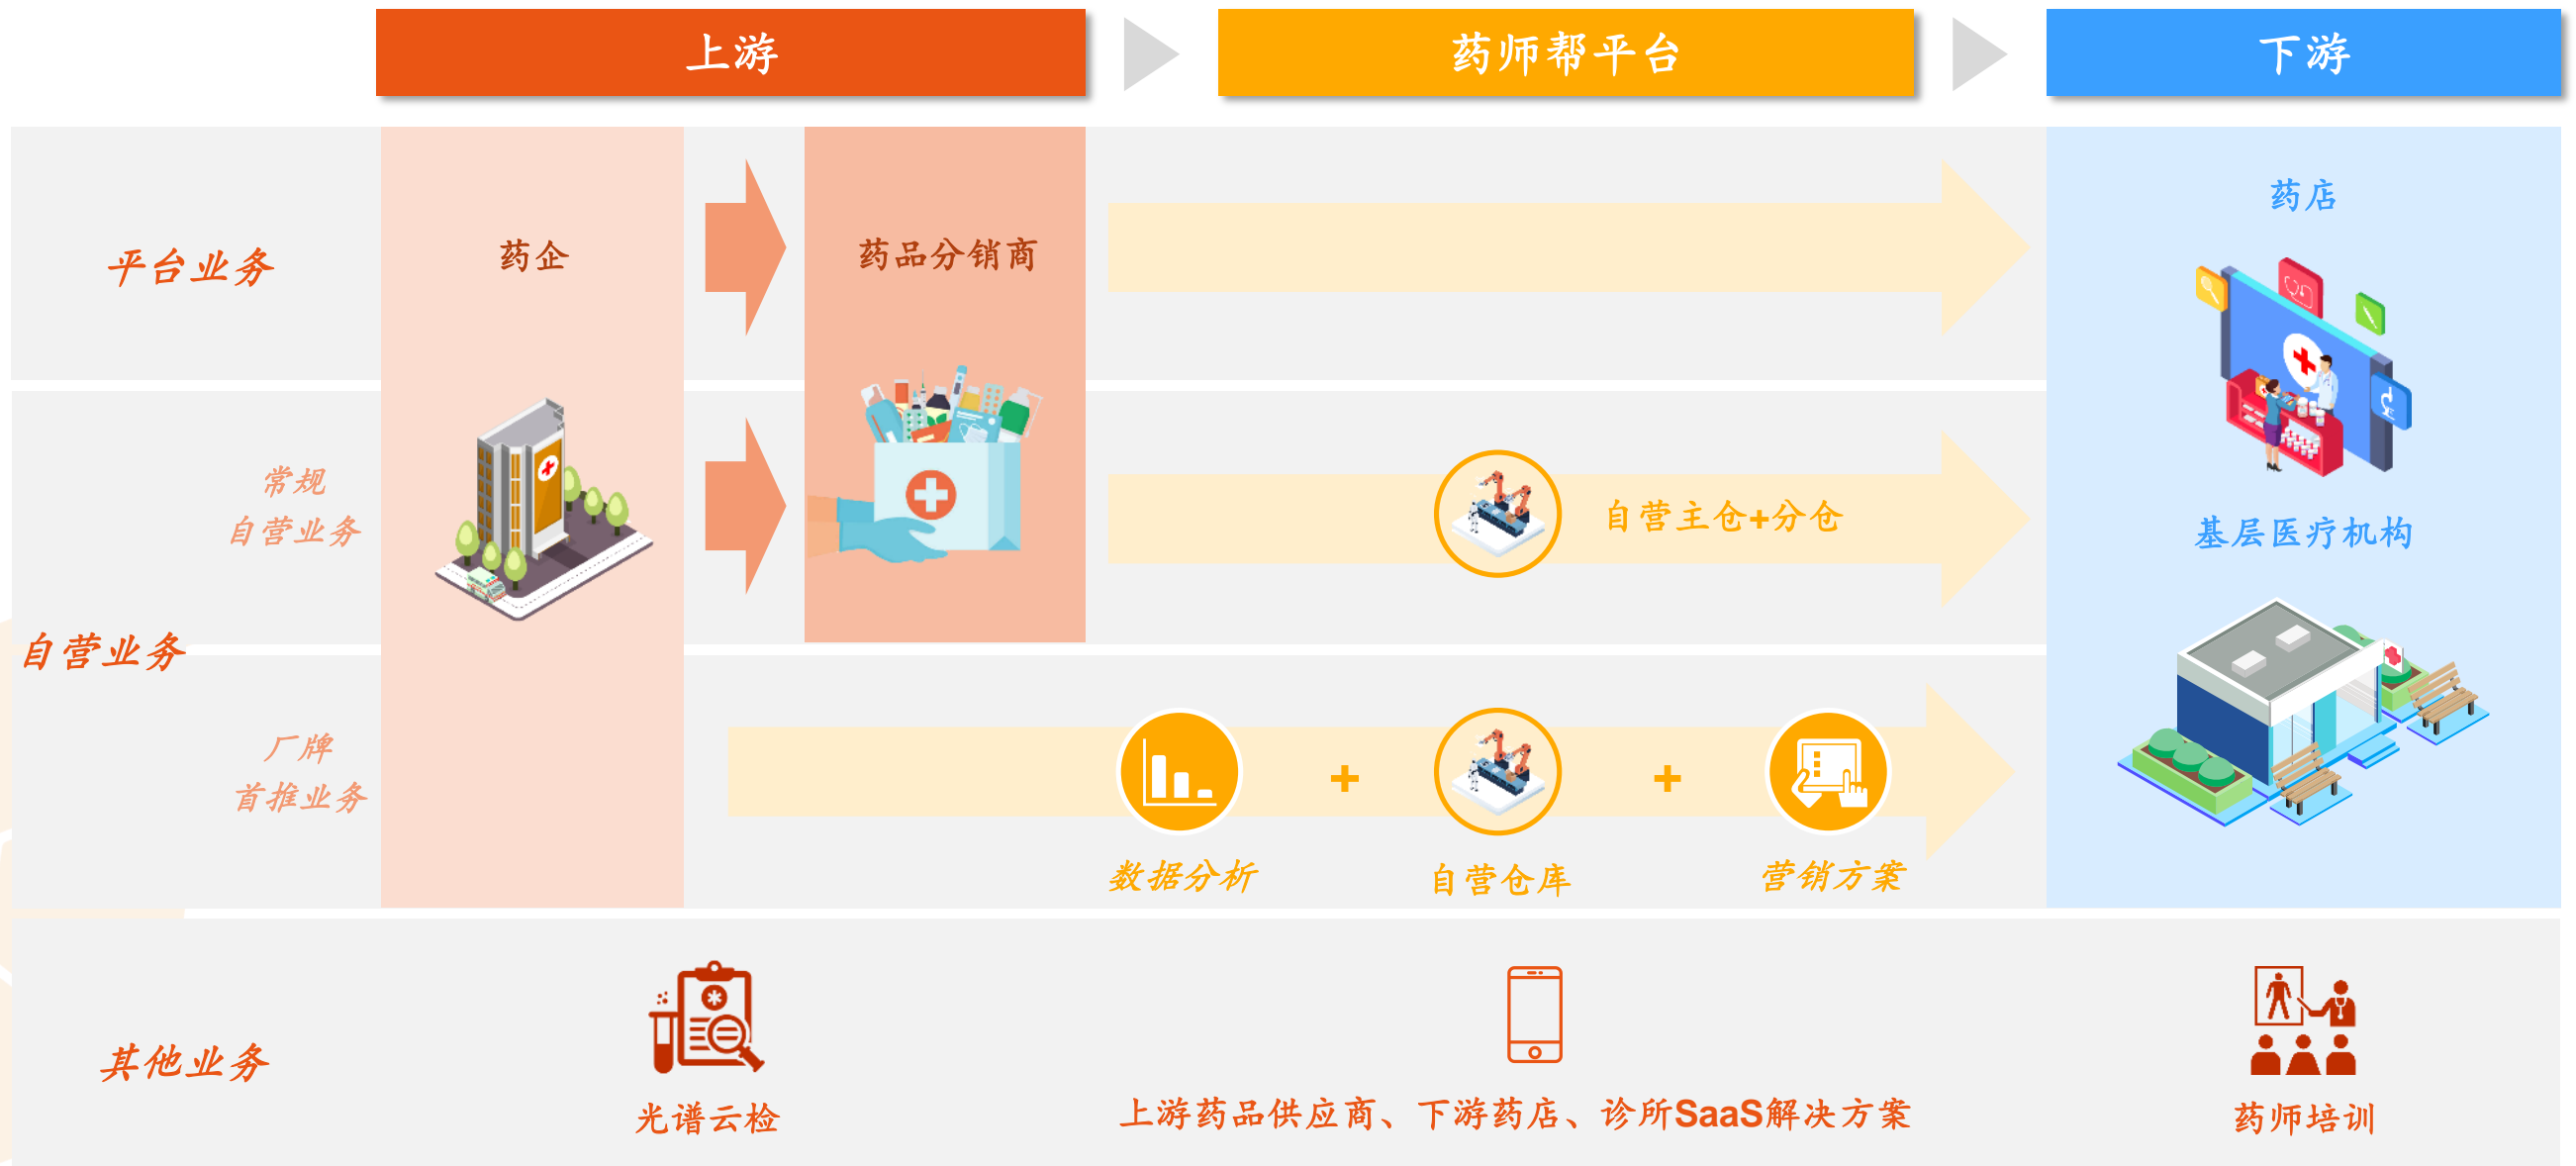 上游
药师帮平台
下游
平台业务
药企
药品分销商
药店
常规
自营业务
自营主仓+分仓
基层医疗机构
自营业务
厂牌
首推业务
+
+
数据分析
自营仓库
营销方案
其他业务
光谱云检
上游药品供应商、下游药店、诊所SaaS解决方案
药师培训